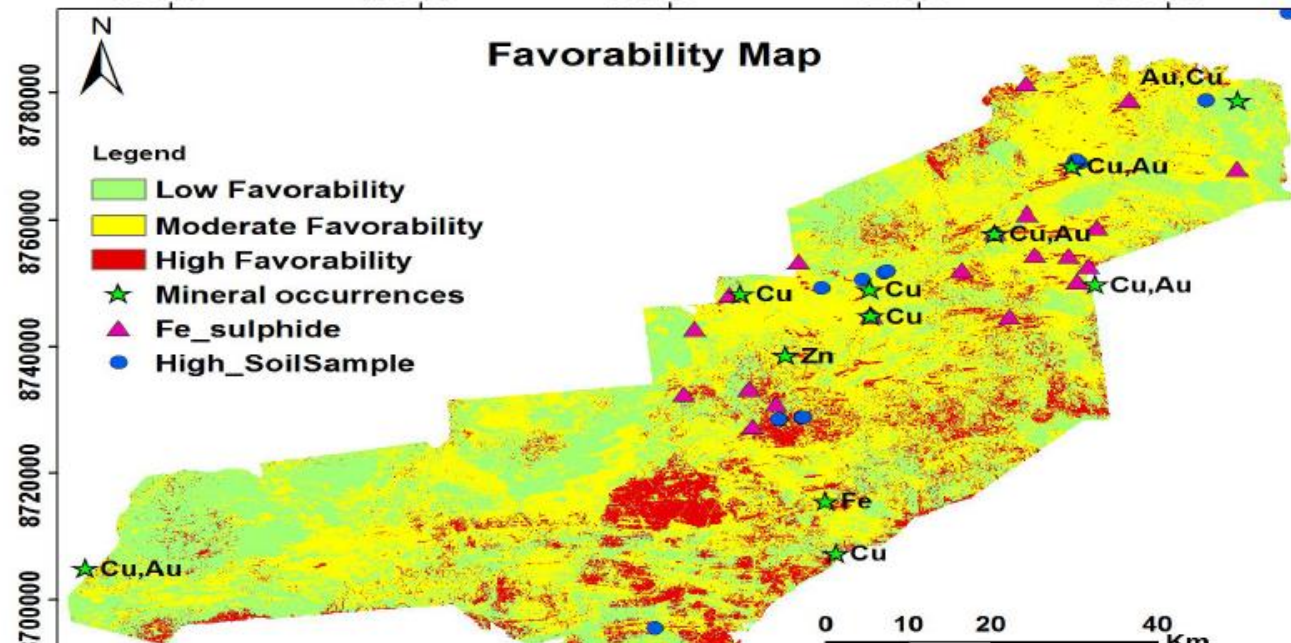 N
Favorability Map
8780000
8760000
8740000
8720000
700000
Legend
Low Favorability
Moderate Favorability
High Favorability
Mineral occurrences
Fe_sulphide
High_SoilSample
Au,Cu
Cu,Au
Cu,Au
Cu,Au
Cu
Cu
Cu
Zn
Fe
Cu
Cu,Au
0 10 20 40
Km